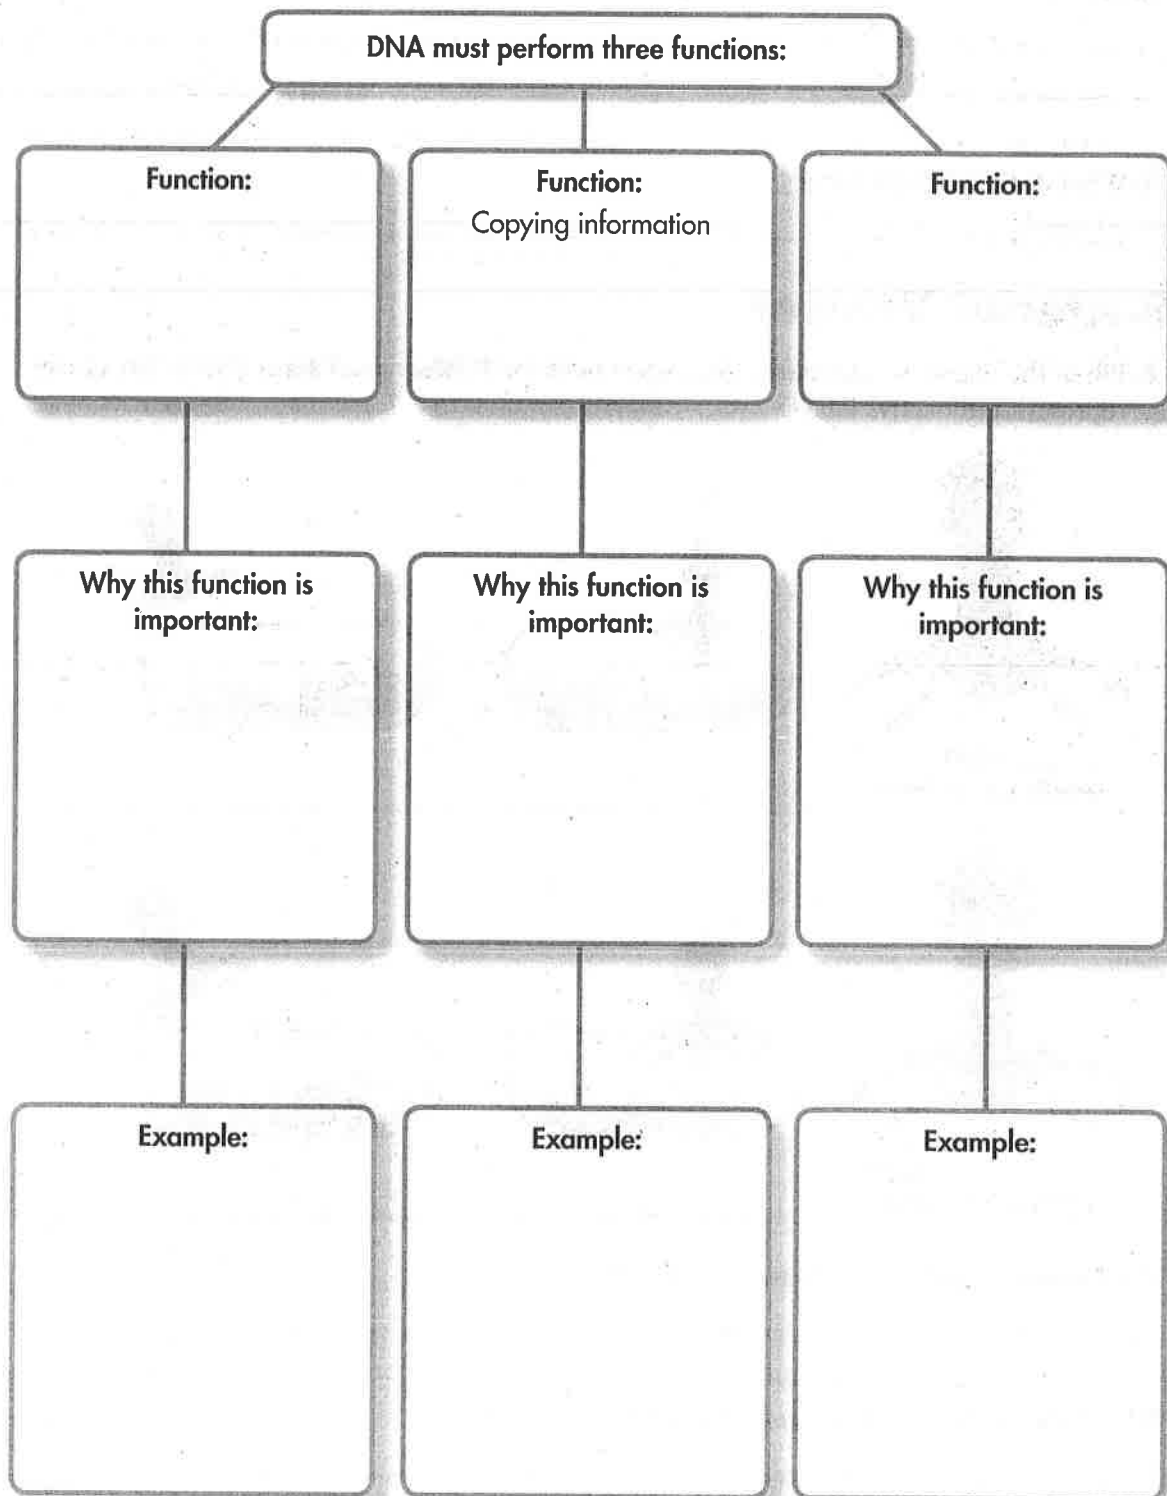 DNA must perform three functions:
Function:
Function:
Copying information
Function:
Why this function is
important:
Why this function is
important:
Why this function is
important:
Example:
Example:
Example: